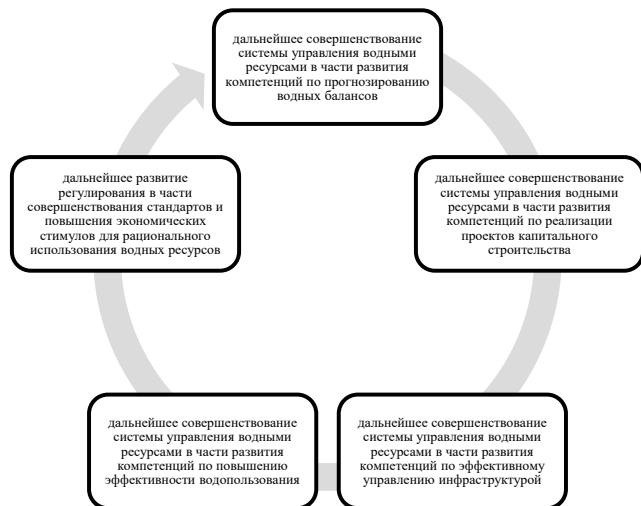 дальнейшее совершенствование
системы управления водными
ресурсами в части развития
компетенций по прогнозированию
водных балансов
дальнейшее совершенствование
системы управления водными
ресурсами в части развития
компетенций по реализации
проектов капитального
строительства
дальнейшее совершенствование
системы управления водными
ресурсами в части развития
компетенций по эффективному
управлению инфраструктурой
дальнейшее совершенствование
системы управления водными
ресурсами в части развития
компетенций по повышению
эффективности водопользования
дальнейшее развитие
регулирования в части
совершенствования стандартов и
повышения экономических
стимулов для рационального
использования водных ресурсов